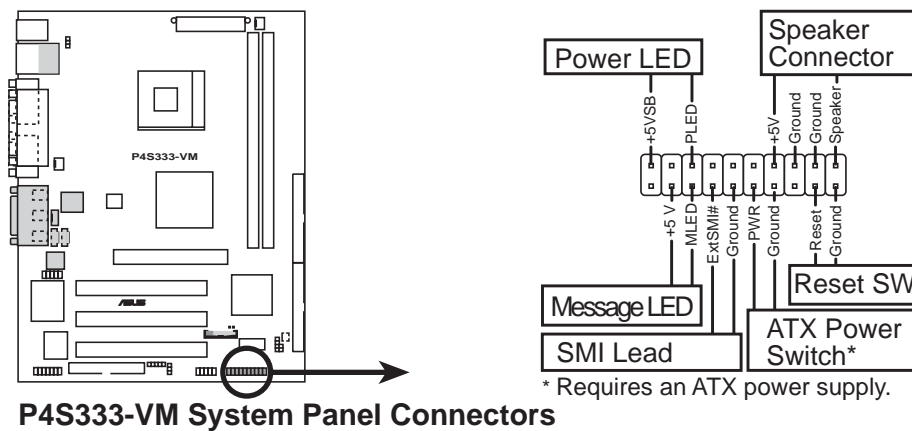 P4S333-VM
ASUS
Power LED
Speaker
Connector
+5VSB
PLED
+5V
Ground
Ground
Speaker
+5 V
MLED
ExtSMI#
Ground
PWR
Ground
Reset
Ground
Reset SW
Message LED
SMI Lead
ATX Power
Switch*
* Requires an ATX power supply.
P4S333-VM System Panel Connectors